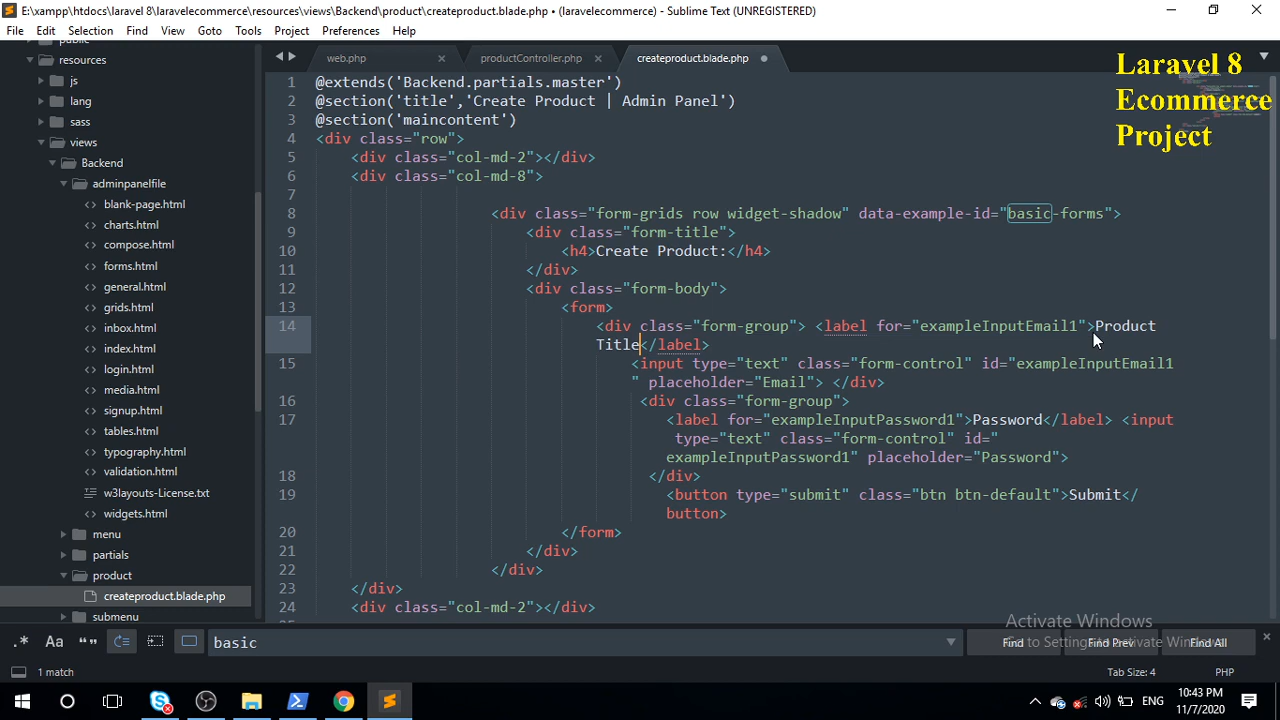 E:\xampp\htdocs\laravel 8\laravelecommerce\resources\views\Backend\product\createproduct.blade.php • (laravelecommerce) - Sublime Text (UNREGISTERED)
File Edit Selection Find View Goto Tools Project Preferences Help
web.php
productController.php
createproduct.blade.php
Laravel 8
Ecommerce
Project
public
resources
js
lang
sass
views
Backend
adminpanelfile
blank-page.html
charts.html
compose.html
forms.html
general.html
grids.html
inbox.html
index.html
login.html
media.html
signup.html
tables.html
typography.html
validation.html
w3layouts-License.txt
widgets.html
menu
partials
product
createproduct.blade.php
submenu
1 @extends('Backend.partials.master')
2 @section('title','Create Product | Admin Panel')
3 @section('maincontent')
4 <div class="row">
5 <div class="col-md-2"></div>
6 <div class="col-md-8">
7
8 <div class="form-grids row widget-shadow" data-example-id="basic-forms">
9 <div class="form-title">
10 <h4>Create Product:</h4>
11 </div>
12 <div class="form-body">
13 <form>
14 <div class="form-group"> <label for="exampleInputEmail1">Product
Title</label>
15 <input type="text" class="form-control" id="exampleInputEmail1
" placeholder="Email"> </div>
16 <div class="form-group">
17 <label for="exampleInputPassword1">Password</label> <input
type="text" class="form-control" id="
exampleInputPassword1" placeholder="Password">
18 </div>
19 <button type="submit" class="btn btn-default">Submit</
button>
20 </form>
21 </div>
22 </div>
23 </div>
24 <div class="col-md-2"></div>
Activate Windows
Go to Settings to activate Windows.
.* Aa “” basic Find Find Prev Find All
1 match
Tab Size: 4
PHP
ENG
10:43 PM
11/7/2020